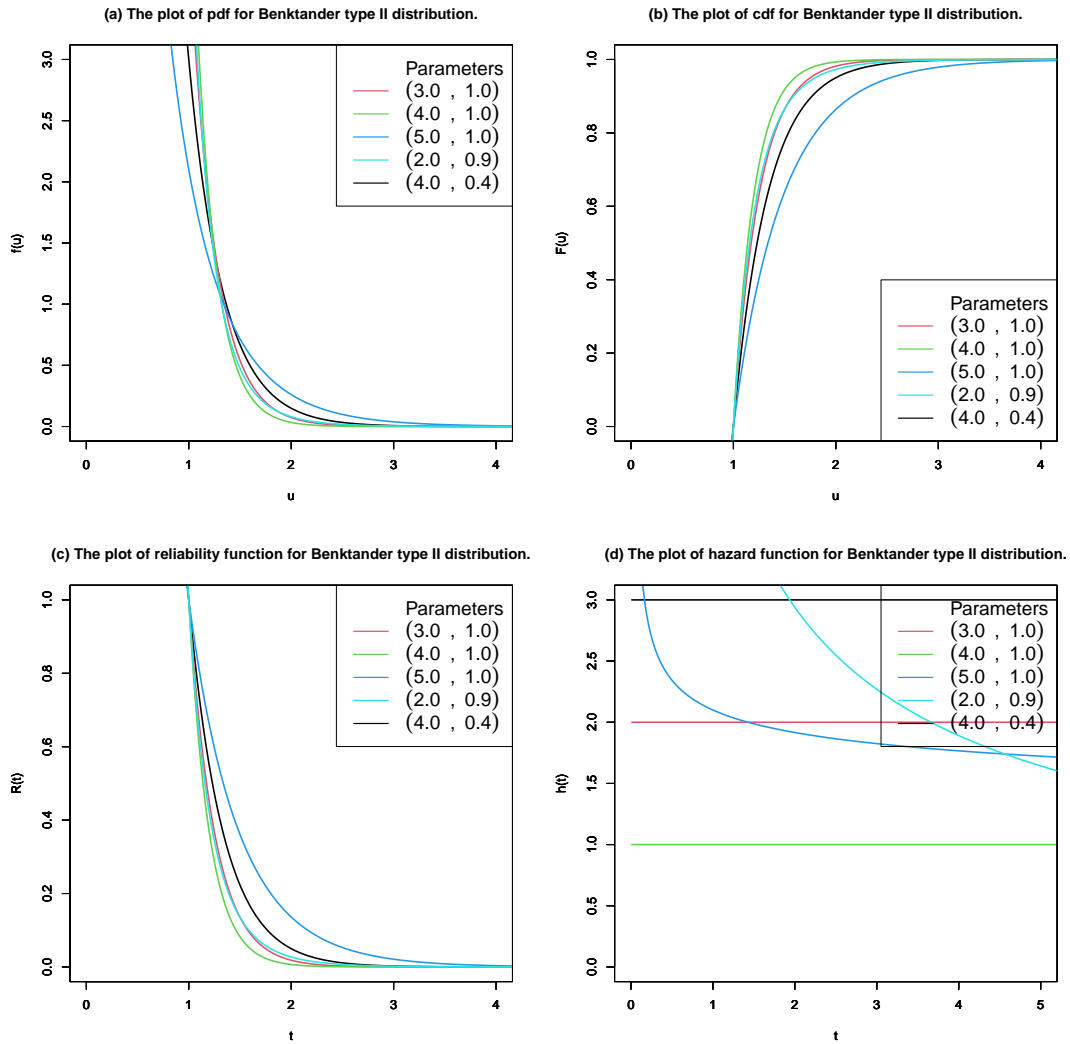 (a) The plot of pdf for Benktander type II distribution.
f(u)
3.0
2.5
2.0
1.5
1.0
0.5
0.0
Parameters
(3.0 , 1.0)
(4.0 , 1.0)
(5.0 , 1.0)
(2.0 , 0.9)
(4.0 , 0.4)
0 1 2 3 4
u
(b) The plot of cdf for Benktander type II distribution.
F(u)
1.0
0.8
0.6
0.4
0.2
0.0
Parameters
(3.0 , 1.0)
(4.0 , 1.0)
(5.0 , 1.0)
(2.0 , 0.9)
(4.0 , 0.4)
0 1 2 3 4
u
(c) The plot of reliability function for Benktander type II distribution.
R(t)
1.0
0.8
0.6
0.4
0.2
0.0
Parameters
(3.0 , 1.0)
(4.0 , 1.0)
(5.0 , 1.0)
(2.0 , 0.9)
(4.0 , 0.4)
0 1 2 3 4
t
(d) The plot of hazard function for Benktander type II distribution.
h(t)
3.0
2.5
2.0
1.5
1.0
0.5
0.0
Parameters
(3.0 , 1.0)
(4.0 , 1.0)
(5.0 , 1.0)
(2.0 , 0.9)
(4.0 , 0.4)
0 1 2 3 4 5
t